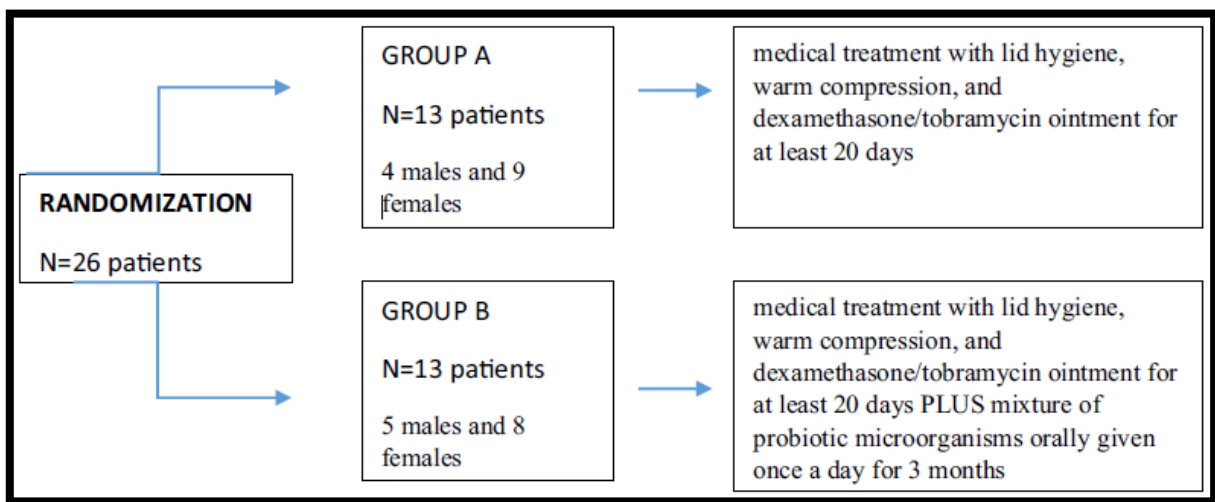 RANDOMIZATION
N=26 patients
GROUP A
N=13 patients
4 males and 9
females
medical treatment with lid hygiene,
warm compression, and
dexamethasone/tobramycin ointment for
at least 20 days
GROUP B
N=13 patients
5 males and 8
females
medical treatment with lid hygiene,
warm compression, and
dexamethasone/tobramycin ointment for
at least 20 days PLUS mixture of
probiotic microorganisms orally given
once a day for 3 months